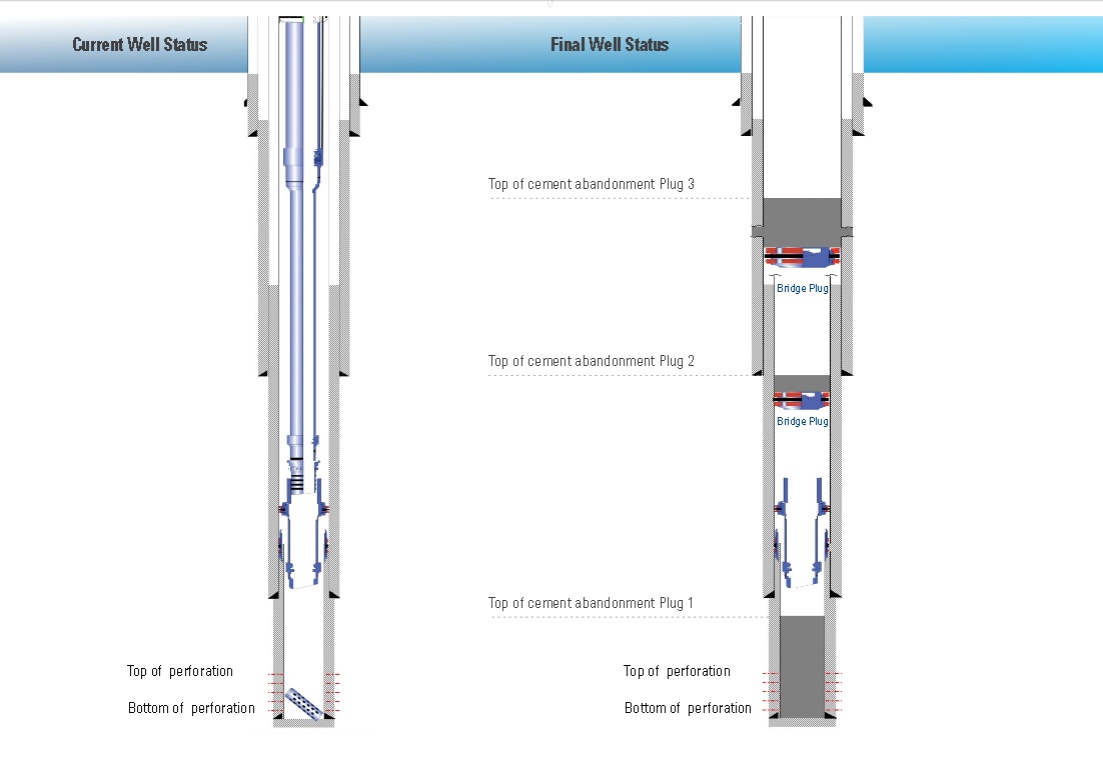 Current Well Status
Final Well Status
Top of cement abandonment Plug 3
Bridge Plug
Top of cement abandonment Plug 2
Bridge Plug
Top of cement abandonment Plug 1
Top of perforation
Top of perforation
Bottom of perforation
Bottom of perforation